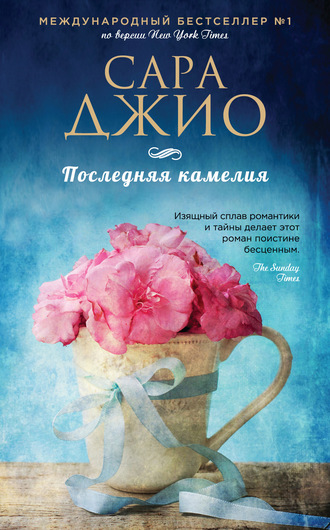 МЕЖДУНАРОДНЫЙ БЕСТСЕЛЛЕР №1
по версии New York Times
САРА
ДЖИО
Последняя камелия
Изящный сплав романтики
и тайны делает этот
роман поистине
бесценным.
The Sunday
Times